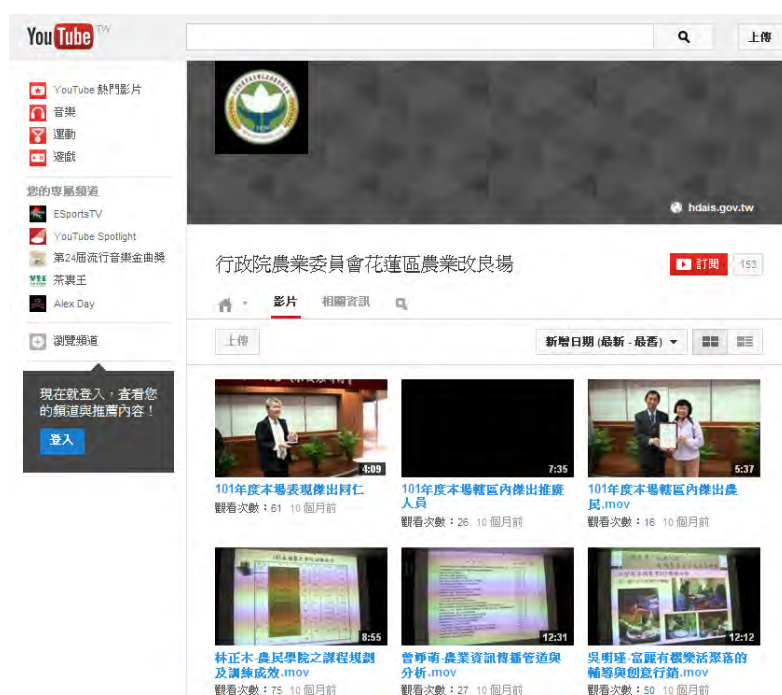 YouTube TW
上傳
YouTube 熱門影片
音樂
運動
遊戲
您的專屬頻道
ESportsTV
YouTube Spotlight
第24屆流行音樂金曲獎
茶裏王
Alex Day
瀏覽頻道
現在就登入，查看您
的頻道與推薦內容！
登入
hdais.gov.tw
行政院農業委員會花蓮區農業改良場
訂閱 153
影片 相關資訊
上傳
新增日期 (最新 - 最舊)
4:09
101年度本場表現傑出同仁
觀看次數：61 10 個月前
7:35
101年度本場轄區內傑出推廣
人員
觀看次數：26 10 個月前
5:37
101年度本場轄區內傑出農
民.mov
觀看次數：16 10 個月前
8:55
林正木-農民學院之課程規劃
及訓練成效.mov
觀看次數：75 10 個月前
12:31
曾竫萌-農業資訊傳播管道與
分析.mov
觀看次數：27 10 個月前
12:12
吳明瑾-富麗有機樂活聚落的
輔導與創意行銷.mov
觀看次數：50 10 個月前